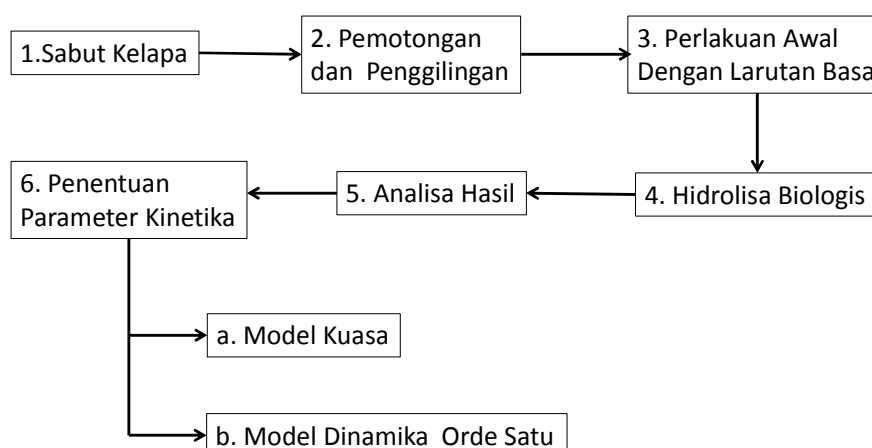 1.Sabut Kelapa
2. Pemotongan
dan Penggilingan
3. Perlakuan Awal
Dengan Larutan Basa
4. Hidrolisa Biologis
5. Analisa Hasil
6. Penentuan
Parameter Kinetika
a. Model Kuasa
b. Model Dinamika Orde Satu